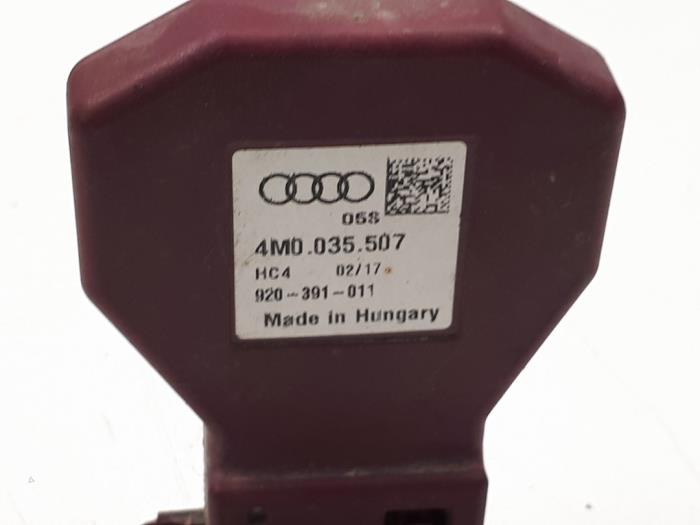 05S
4M0.035.507
HC4 02/17
920-391-011
Made in Hungary